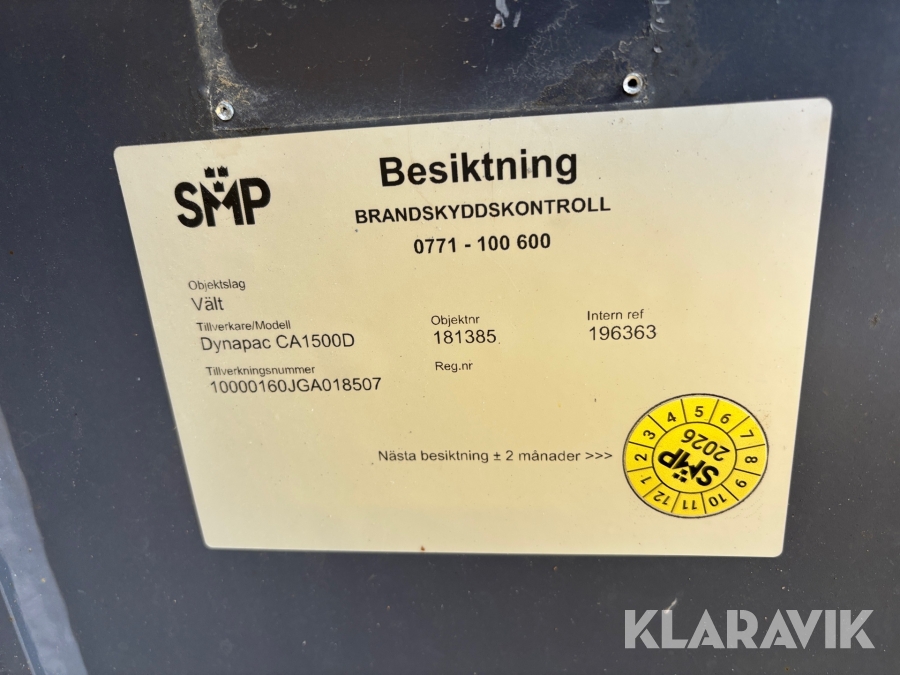 SMP
Besiktning
BRANDSKYDDSKONTROLL
0771 - 100 600
Objektslag
Vält
Tillverkare/Modell
Dynapac CA1500D
Objektnr
181385
Intern ref
196363
Tillverkningsnummer
10000160JGA018507
Reg.nr
Nästa besiktning ± 2 månader >>>
1 2 3 4 5 6 7 8 9 10 11 12
2026
SMP
KLARAVIK